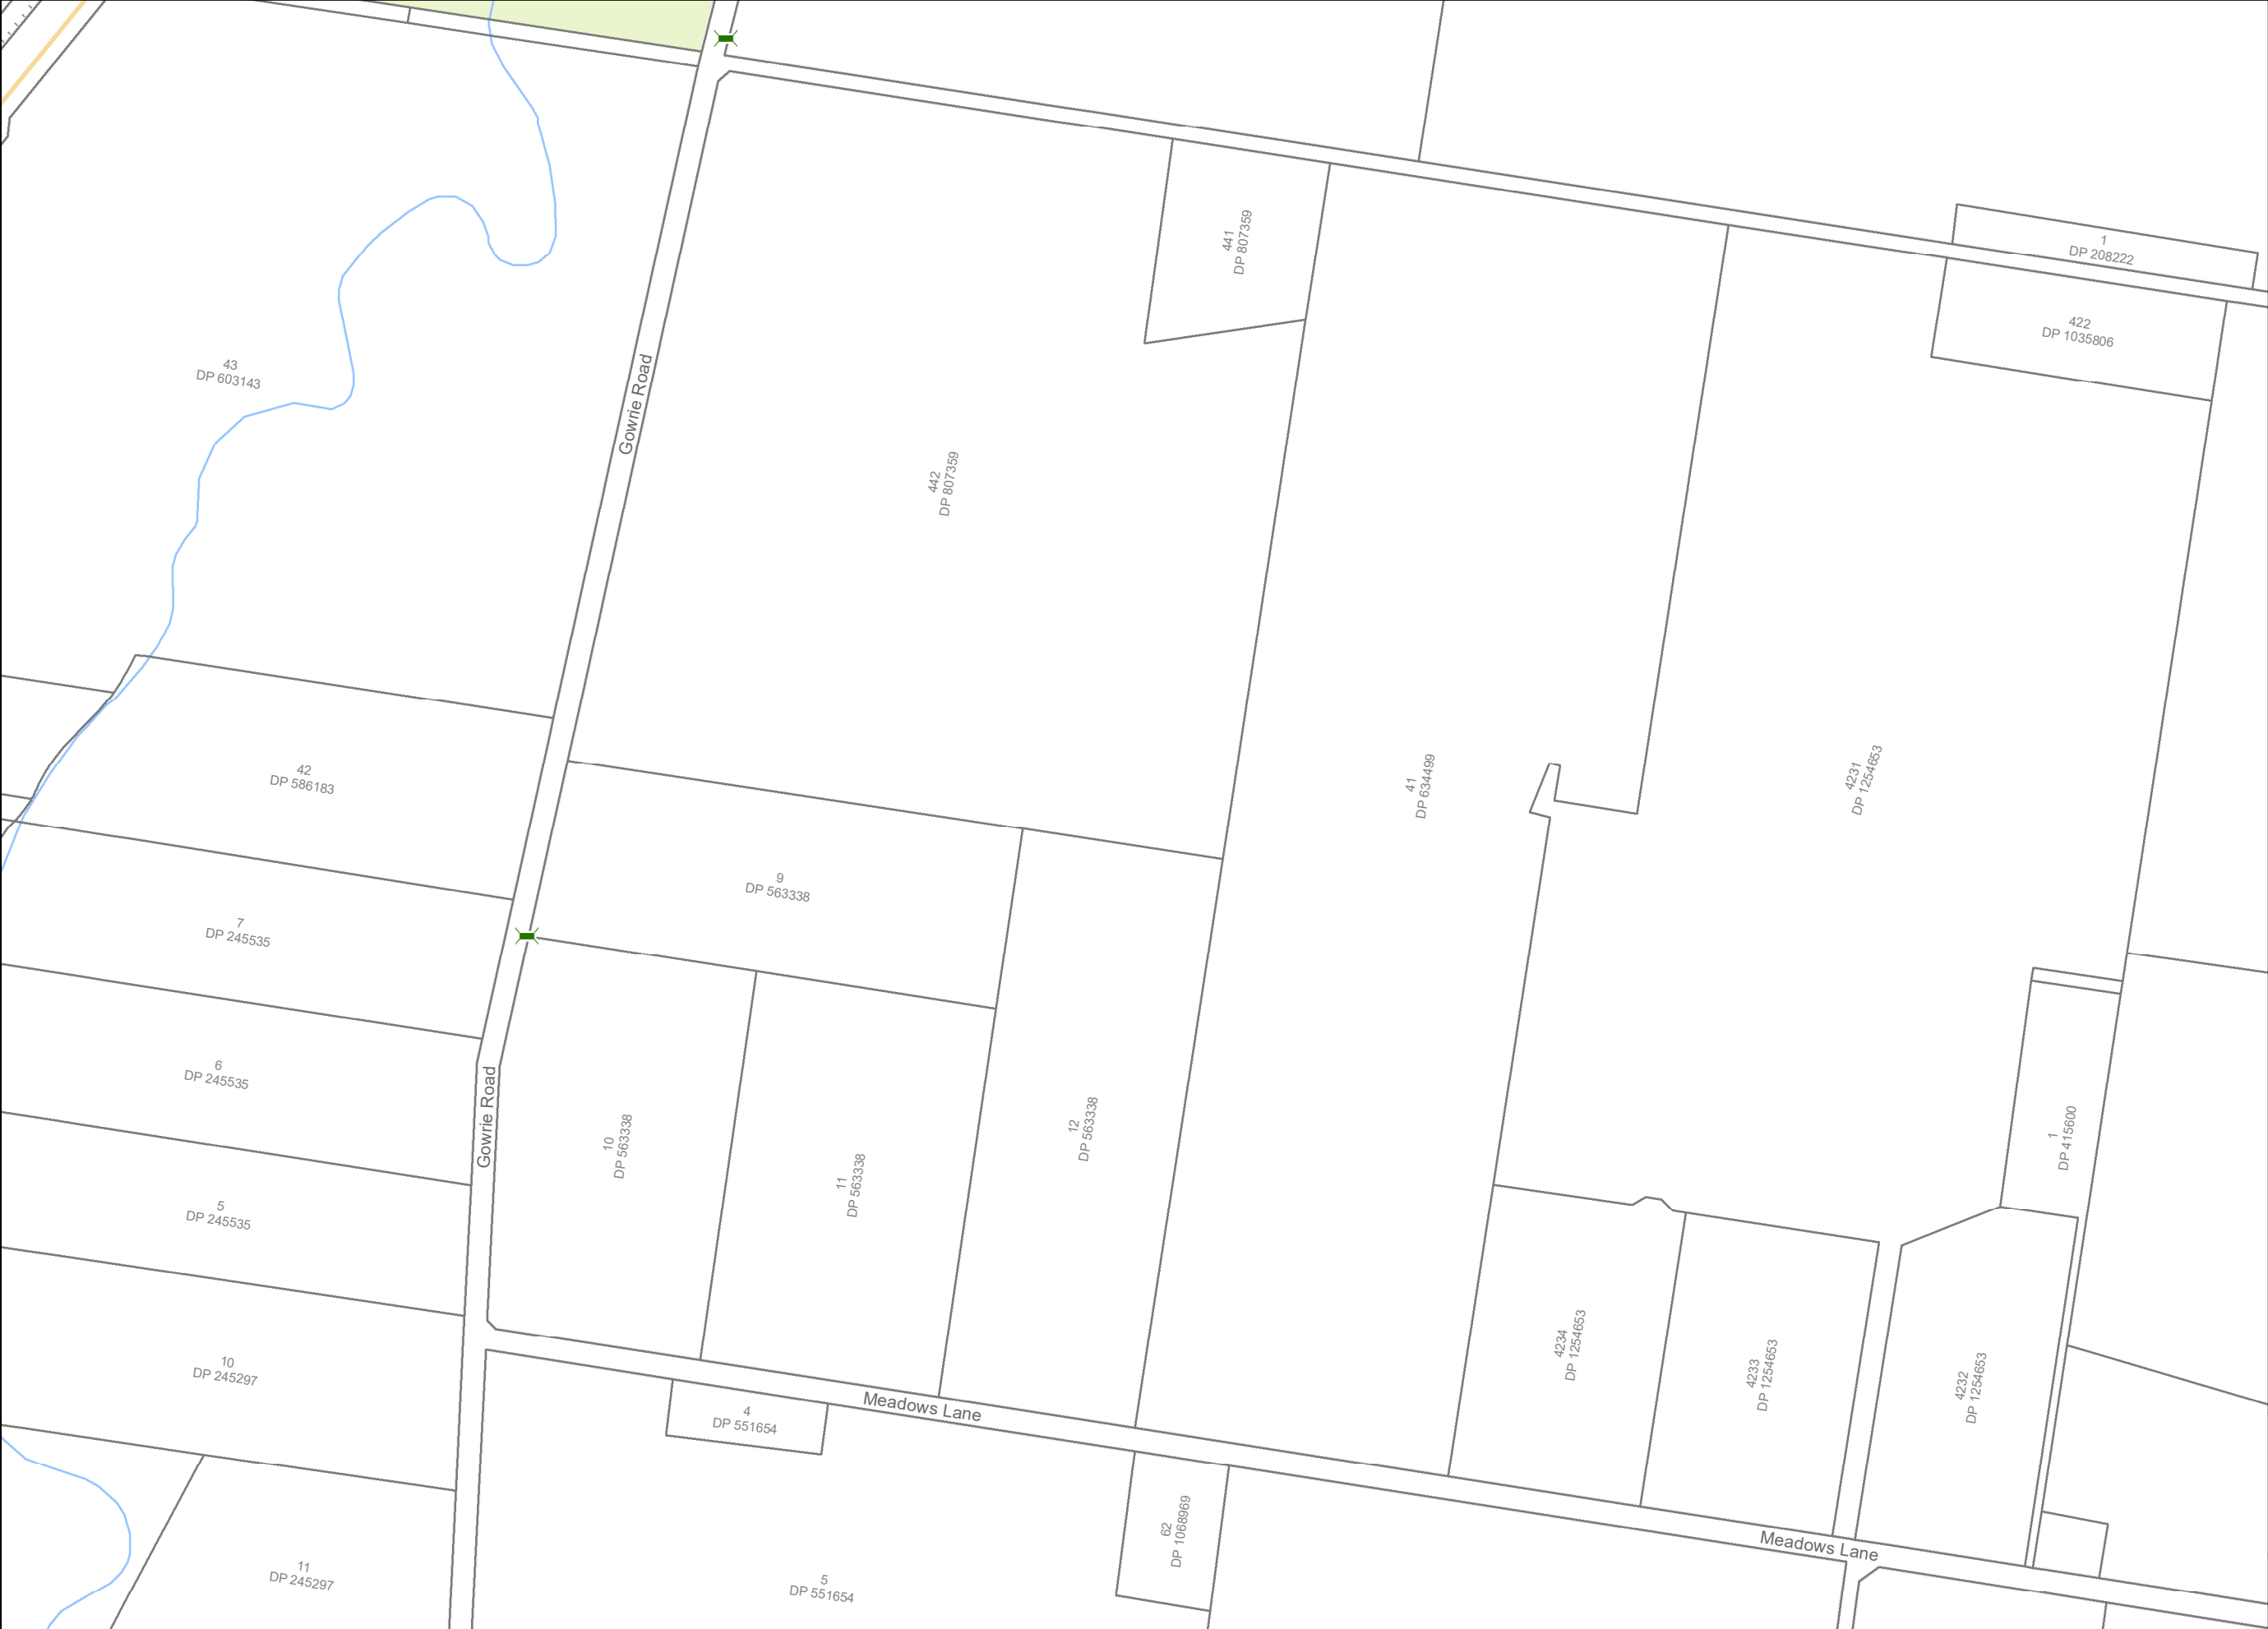 441
DP 807359
1
DP 208222
422
DP 1035806
43
DP 603143
Gowrie Road
442
DP 807359
42
DP 586183
41
DP 634499
4231
DP 1254653
9
DP 563338
7
DP 245535
6
DP 245535
Gowrie Road
10
DP 563338
11
DP 563338
12
DP 563338
1
DP 415600
5
DP 245535
10
DP 245297
4234
DP 1254653
4233
DP 1254653
4232
DP 1254653
4
DP 551654
Meadows Lane
62
DP 1068969
Meadows Lane
11
DP 245297
5
DP 551654